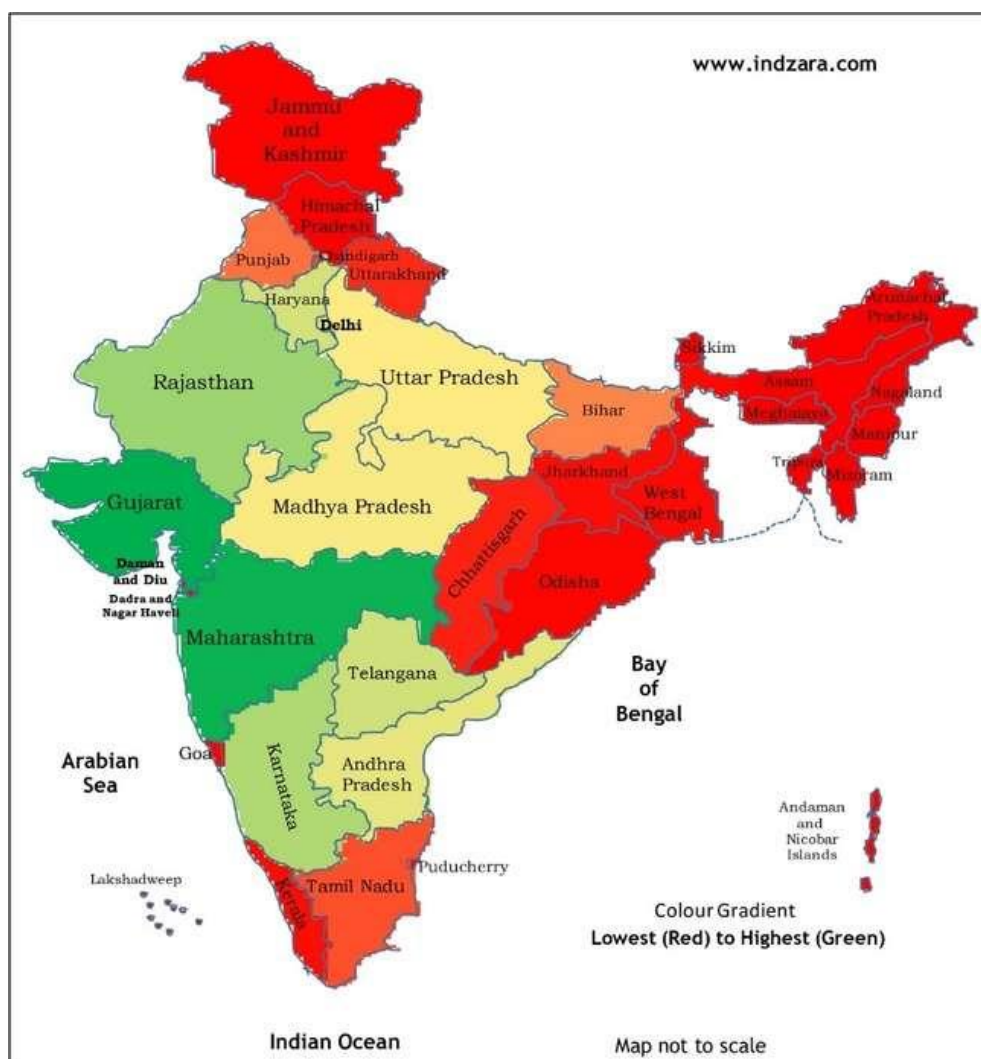 www.indzara.com
Jammu
and
Kashmir
Himachal
Pradesh
Punjab
Chandigarh
Uttarakhand
Haryana
Delhi
Arunachal
Pradesh
Sikkim
Rajasthan
Uttar Pradesh
Assam
Nagaland
Bihar
Meghalaya
Manipur
Tripura
Mizoram
Jharkhand
Gujarat
Madhya Pradesh
West
Bengal
Chhattisgarh
Odisha
Daman
and Diu
Dadra and
Nagar Haveli
Maharashtra
Telangana
Bay
of
Bengal
Goa
Arabian
Sea
Karnataka
Andhra
Pradesh
Andaman
and
Nicobar
Islands
Puducherry
Lakshadweep
Kerala
Tamil Nadu
Colour Gradient
Lowest (Red) to Highest (Green)
Indian Ocean
Map not to scale